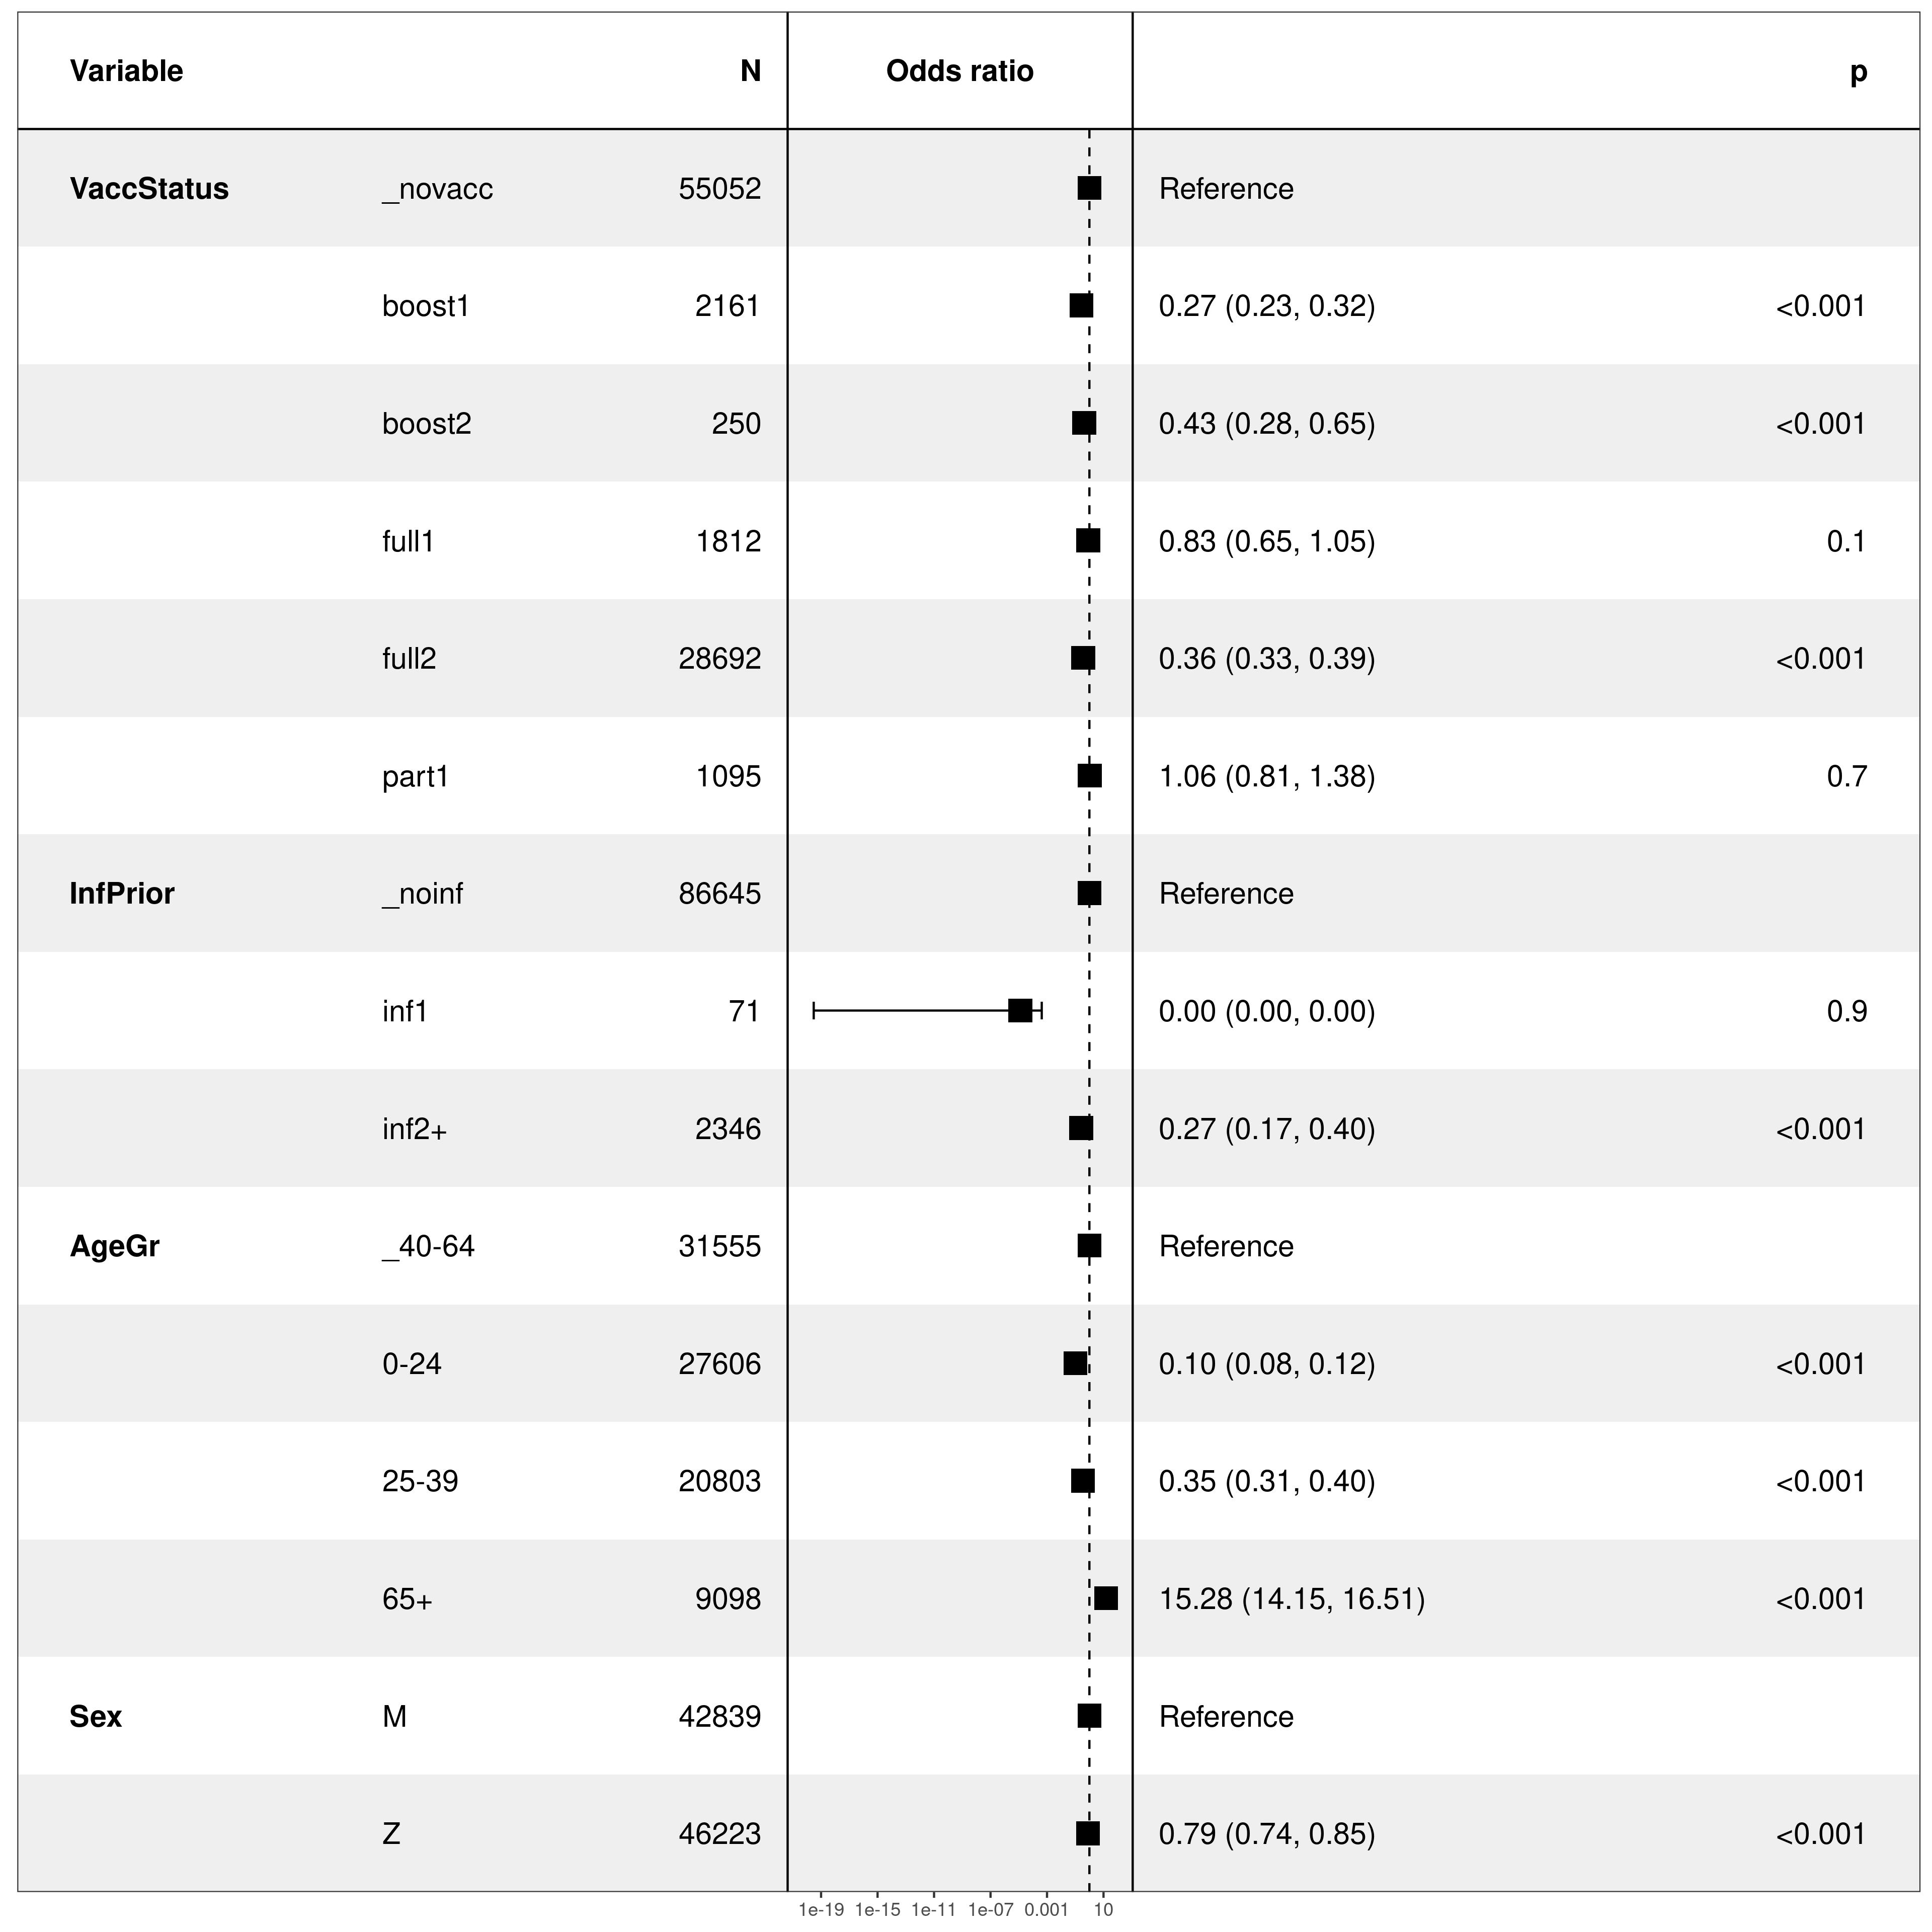 Variable N Odds ratio p
VaccStatus _novacc 55052 Reference
boost1 2161 0.27 (0.23, 0.32) <0.001
boost2 250 0.43 (0.28, 0.65) <0.001
full1 1812 0.83 (0.65, 1.05) 0.1
full2 28692 0.36 (0.33, 0.39) <0.001
part1 1095 1.06 (0.81, 1.38) 0.7
InfPrior _noinf 86645 Reference
inf1 71 0.00 (0.00, 0.00) 0.9
inf2+ 2346 0.27 (0.17, 0.40) <0.001
AgeGr _40-64 31555 Reference
0-24 27606 0.10 (0.08, 0.12) <0.001
25-39 20803 0.35 (0.31, 0.40) <0.001
65+ 9098 15.28 (14.15, 16.51) <0.001
Sex M 42839 Reference
Z 46223 0.79 (0.74, 0.85) <0.001
1e-19 1e-15 1e-11 1e-07 0.001 10